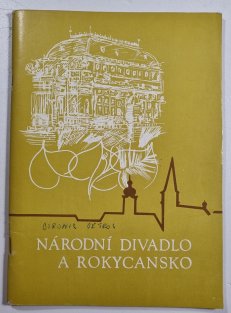 NÁRODNÍ DIVADLO
A ROKYCANSKO